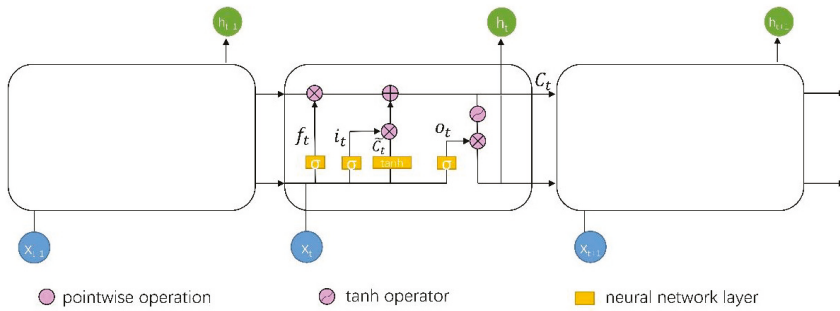 h_{t-1} h_t h_{t+1}
C_t
f_t i_t C̃_t o_t
σ σ tanh σ
X_{t-1} X_t X_{t+1}
pointwise operation tanh operator neural network layer